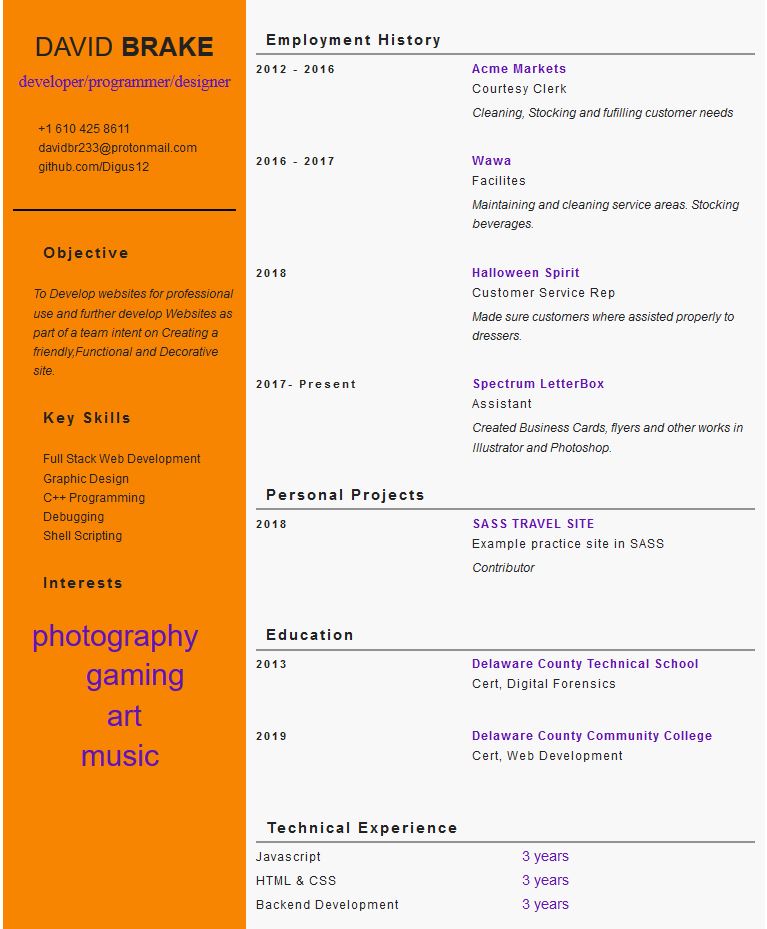 DAVID BRAKE
developer/programmer/designer
+1 610 425 8611
davidbr233@protonmail.com
github.com/Digus12
Objective
To Develop websites for professional
use and further develop Websites as
part of a team intent on Creating a
friendly,Functional and Decorative
site.
Key Skills
Full Stack Web Development
Graphic Design
C++ Programming
Debugging
Shell Scripting
Interests
photography
gaming
art
music
Employment History
2012 - 2016 Acme Markets
Courtesy Clerk
Cleaning, Stocking and fufilling customer needs
2016 - 2017 Wawa
Facilites
Maintaining and cleaning service areas. Stocking
beverages.
2018 Halloween Spirit
Customer Service Rep
Made sure customers where assisted properly to
dressers.
2017- Present Spectrum LetterBox
Assistant
Created Business Cards, flyers and other works in
Illustrator and Photoshop.
Personal Projects
2018 SASS TRAVEL SITE
Example practice site in SASS
Contributor
Education
2013 Delaware County Technical School
Cert, Digital Forensics
2019 Delaware County Community College
Cert, Web Development
Technical Experience
Javascript 3 years
HTML & CSS 3 years
Backend Development 3 years